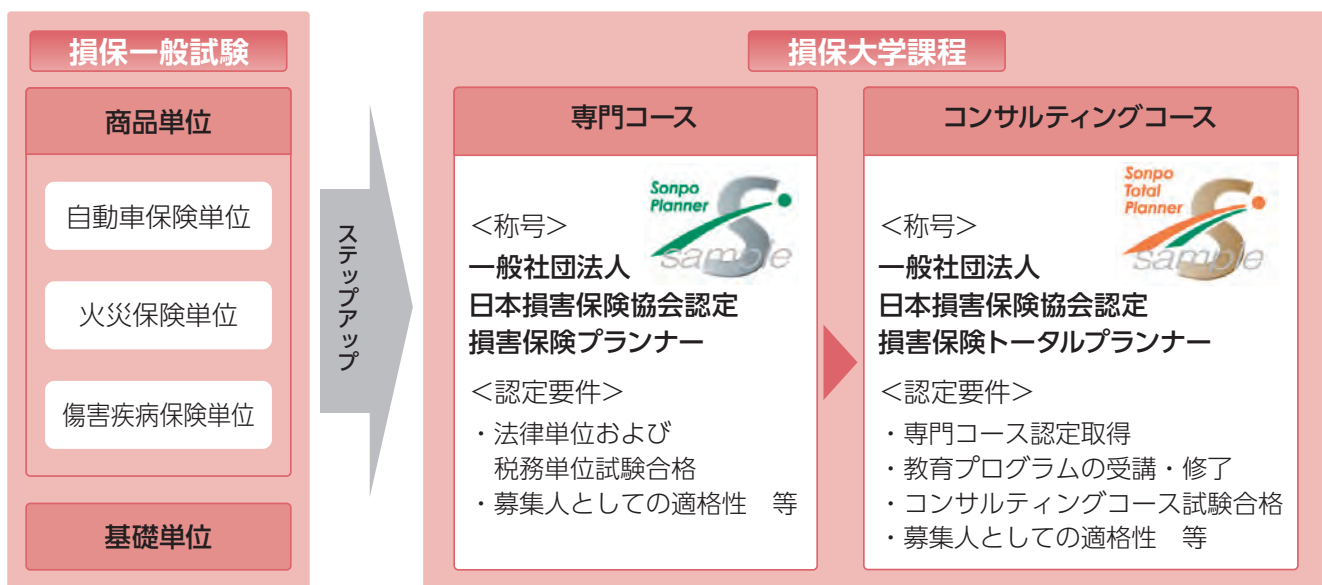 損保一般試験
商品単位
自動車保険単位
火災保険単位
傷害疾病保険単位
基礎単位
ステップアップ
損保大学課程
専門コース
Sonpo
Planner
sample
<称号>
一般社団法人
日本損害保険協会認定
損害保険プランナー
<認定要件>
・法律単位および
税務単位試験合格
・募集人としての適格性　等
コンサルティングコース
Sonpo
Total
Planner
sample
<称号>
一般社団法人
日本損害保険協会認定
損害保険トータルプランナー
<認定要件>
・専門コース認定取得
・教育プログラムの受講・修了
・コンサルティングコース試験合格
・募集人としての適格性　等